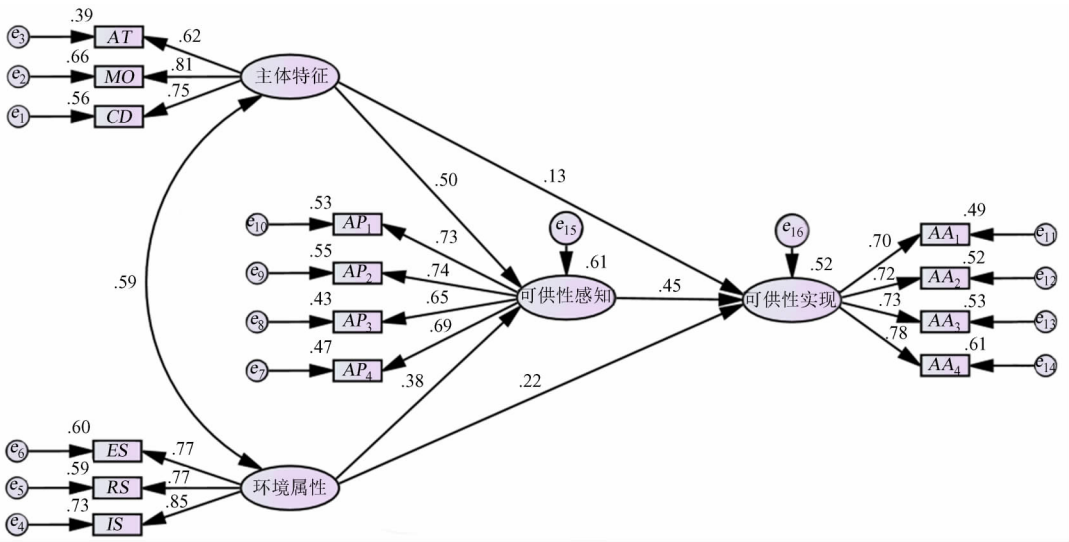 .39
e3 AT
.62
.66
e2 MO
.81
.56
e1 CD
.75
主体特征
.50
.13
.53
e10 AP1
.73
.55
e9 AP2
.74
.43
e8 AP3
.65
.47
e7 AP4
.69
.59
e15
.61
可供性感知
.45
e16
.52
可供性实现
.38
.22
.49
.70
AA1 e11
.52
.72
AA2 e12
.53
.73
AA3 e13
.61
.78
AA4 e14
.60
e6 ES
.77
.59
e5 RS
.77
.73
e4 IS
.85
环境属性